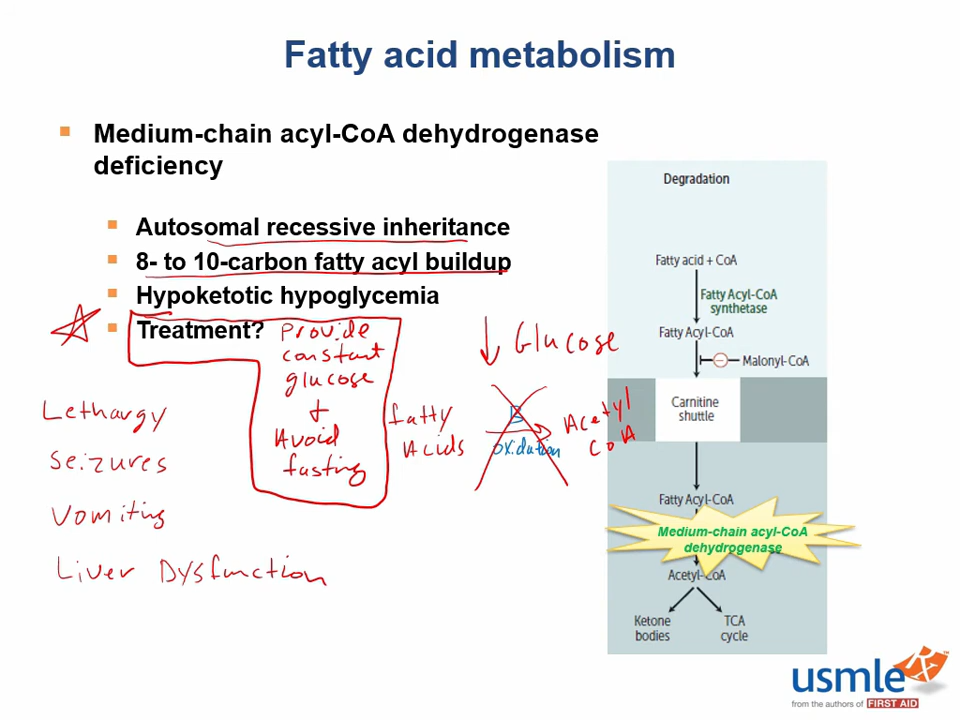 Fatty acid metabolism
Medium-chain acyl-CoA dehydrogenase
deficiency
Autosomal recessive inheritance
8- to 10-carbon fatty acyl buildup
Hypoketotic hypoglycemia
Treatment?
Provide
constant
glucose
+
Avoid
fasting
↓ Glucose
Lethargy
Seizures
Vomiting
Liver Dysfunction
Fatty
Acids
B
oxidation
Acetyl
CoA
Degradation
Fatty acid + CoA
Fatty Acyl-CoA
synthetase
Fatty Acyl-CoA
Malonyl-CoA
Carnitine
shuttle
Fatty Acyl-CoA
Medium-chain acyl-CoA
dehydrogenase
Acetyl-CoA
Ketone
bodies
TCA
cycle
usmle Rx
from the authors of FIRST AID